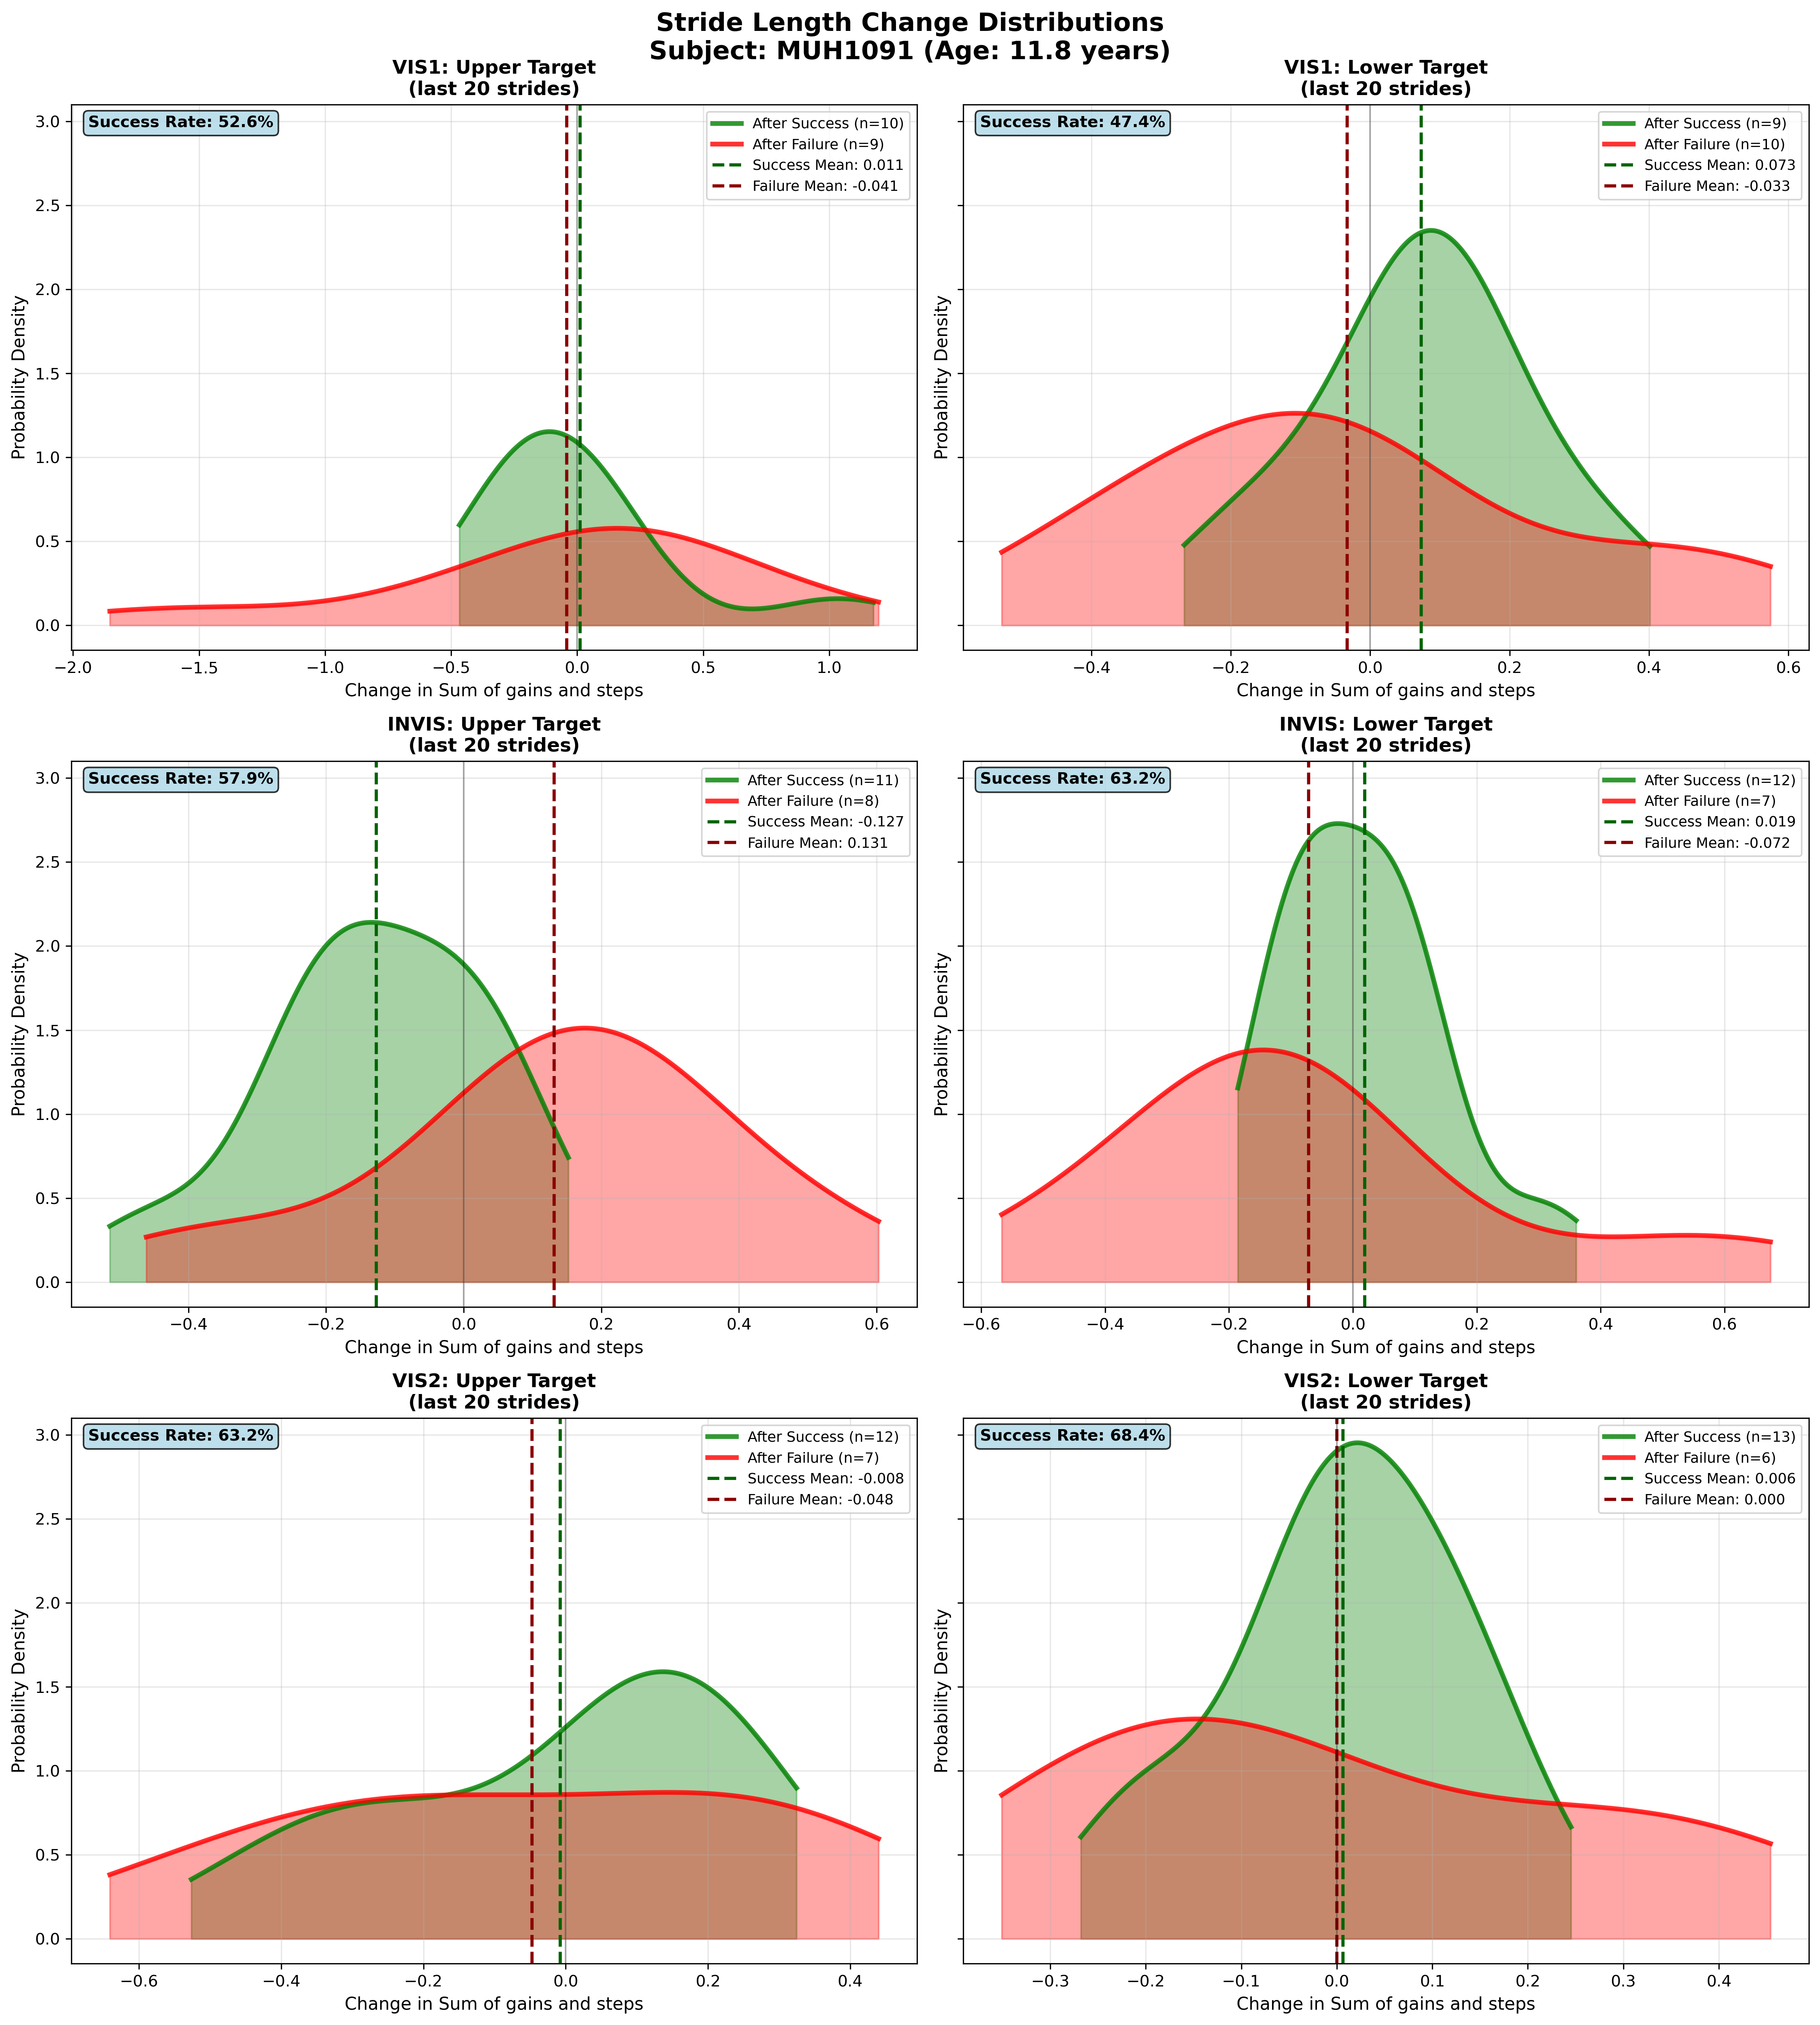 Stride Length Change Distributions
Subject: MUH1091 (Age: 11.8 years)
VIS1: Upper Target
(last 20 strides)
Success Rate: 52.6%
After Success (n=10)
After Failure (n=9)
Success Mean: 0.011
Failure Mean: -0.041
Probability Density
3.0
2.5
2.0
1.5
1.0
0.5
0.0
−2.0 −1.5 −1.0 −0.5 0.0 0.5 1.0
Change in Sum of gains and steps
VIS1: Lower Target
(last 20 strides)
Success Rate: 47.4%
After Success (n=9)
After Failure (n=10)
Success Mean: 0.073
Failure Mean: -0.033
Probability Density
−0.4 −0.2 0.0 0.2 0.4 0.6
Change in Sum of gains and steps
INVIS: Upper Target
(last 20 strides)
Success Rate: 57.9%
After Success (n=11)
After Failure (n=8)
Success Mean: -0.127
Failure Mean: 0.131
Probability Density
3.0
2.5
2.0
1.5
1.0
0.5
0.0
−0.4 −0.2 0.0 0.2 0.4 0.6
Change in Sum of gains and steps
INVIS: Lower Target
(last 20 strides)
Success Rate: 63.2%
After Success (n=12)
After Failure (n=7)
Success Mean: 0.019
Failure Mean: -0.072
Probability Density
−0.6 −0.4 −0.2 0.0 0.2 0.4 0.6
Change in Sum of gains and steps
VIS2: Upper Target
(last 20 strides)
Success Rate: 63.2%
After Success (n=12)
After Failure (n=7)
Success Mean: -0.008
Failure Mean: -0.048
Probability Density
3.0
2.5
2.0
1.5
1.0
0.5
0.0
−0.6 −0.4 −0.2 0.0 0.2 0.4
Change in Sum of gains and steps
VIS2: Lower Target
(last 20 strides)
Success Rate: 68.4%
After Success (n=13)
After Failure (n=6)
Success Mean: 0.006
Failure Mean: 0.000
Probability Density
−0.3 −0.2 −0.1 0.0 0.1 0.2 0.3 0.4
Change in Sum of gains and steps